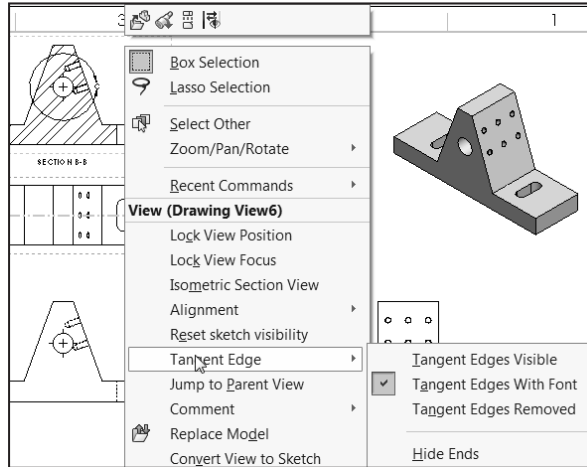 3
1
Box Selection
Lasso Selection
Select Other
Zoom/Pan/Rotate
Recent Commands
View (Drawing View6)
Lock View Position
Lock View Focus
Isometric Section View
Alignment
Reset sketch visibility
Tangent Edge
Jump to Parent View
Comment
Replace Model
Convert View to Sketch
Tangent Edges Visible
Tangent Edges With Font
Tangent Edges Removed
Hide Ends
SECTION B-B